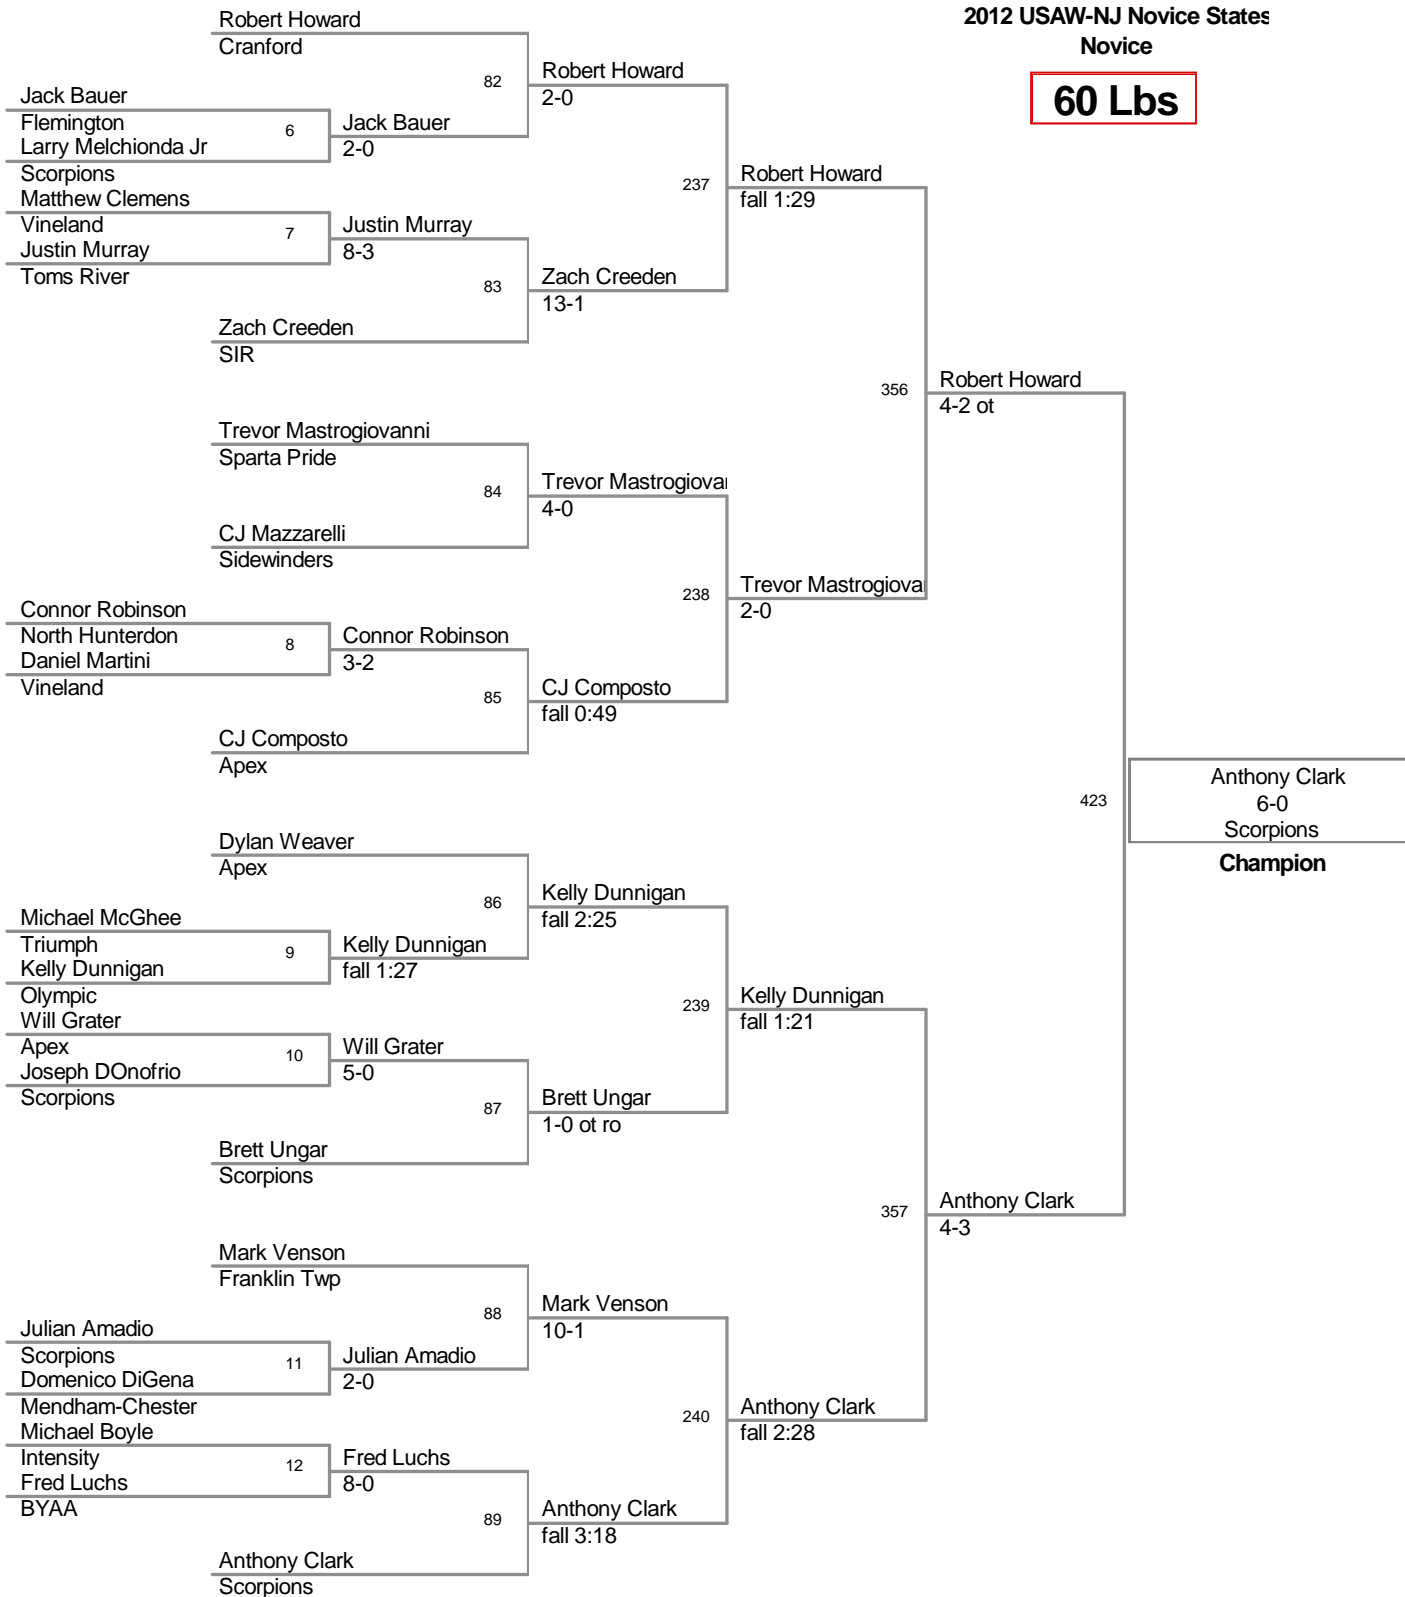 2012 USAW-NJ Novice States
Novice
60 Lbs
Robert Howard
Cranford
82
Robert Howard
2-0
Jack Bauer
Flemington
6
Larry Melchionda Jr
Scorpions
Jack Bauer
2-0
237
Robert Howard
fall 1:29
Matthew Clemens
Vineland
7
Justin Murray
Toms River
Justin Murray
8-3
83
Zach Creeden
13-1
Zach Creeden
SIR
356
Robert Howard
4-2 ot
Trevor Mastrogiovanni
Sparta Pride
84
Trevor Mastrogiova
4-0
CJ Mazzarelli
Sidewinders
238
Trevor Mastrogiova
2-0
Connor Robinson
North Hunterdon
8
Daniel Martini
Vineland
Connor Robinson
3-2
85
CJ Composto
fall 0:49
CJ Composto
Apex
423
Anthony Clark
6-0
Scorpions
Champion
Dylan Weaver
Apex
86
Kelly Dunnigan
fall 2:25
Michael McGhee
Triumph
9
Kelly Dunnigan
Olympic
Kelly Dunnigan
fall 1:27
239
Kelly Dunnigan
fall 1:21
Will Grater
Apex
10
Joseph DOnofrio
Scorpions
Will Grater
5-0
87
Brett Ungar
1-0 ot ro
Brett Ungar
Scorpions
357
Anthony Clark
4-3
Mark Venson
Franklin Twp
88
Mark Venson
10-1
Julian Amadio
Scorpions
11
Domenico DiGena
Mendham-Chester
Julian Amadio
2-0
240
Anthony Clark
fall 2:28
Michael Boyle
Intensity
12
Fred Luchs
BYAA
Fred Luchs
8-0
89
Anthony Clark
fall 3:18
Anthony Clark
Scorpions